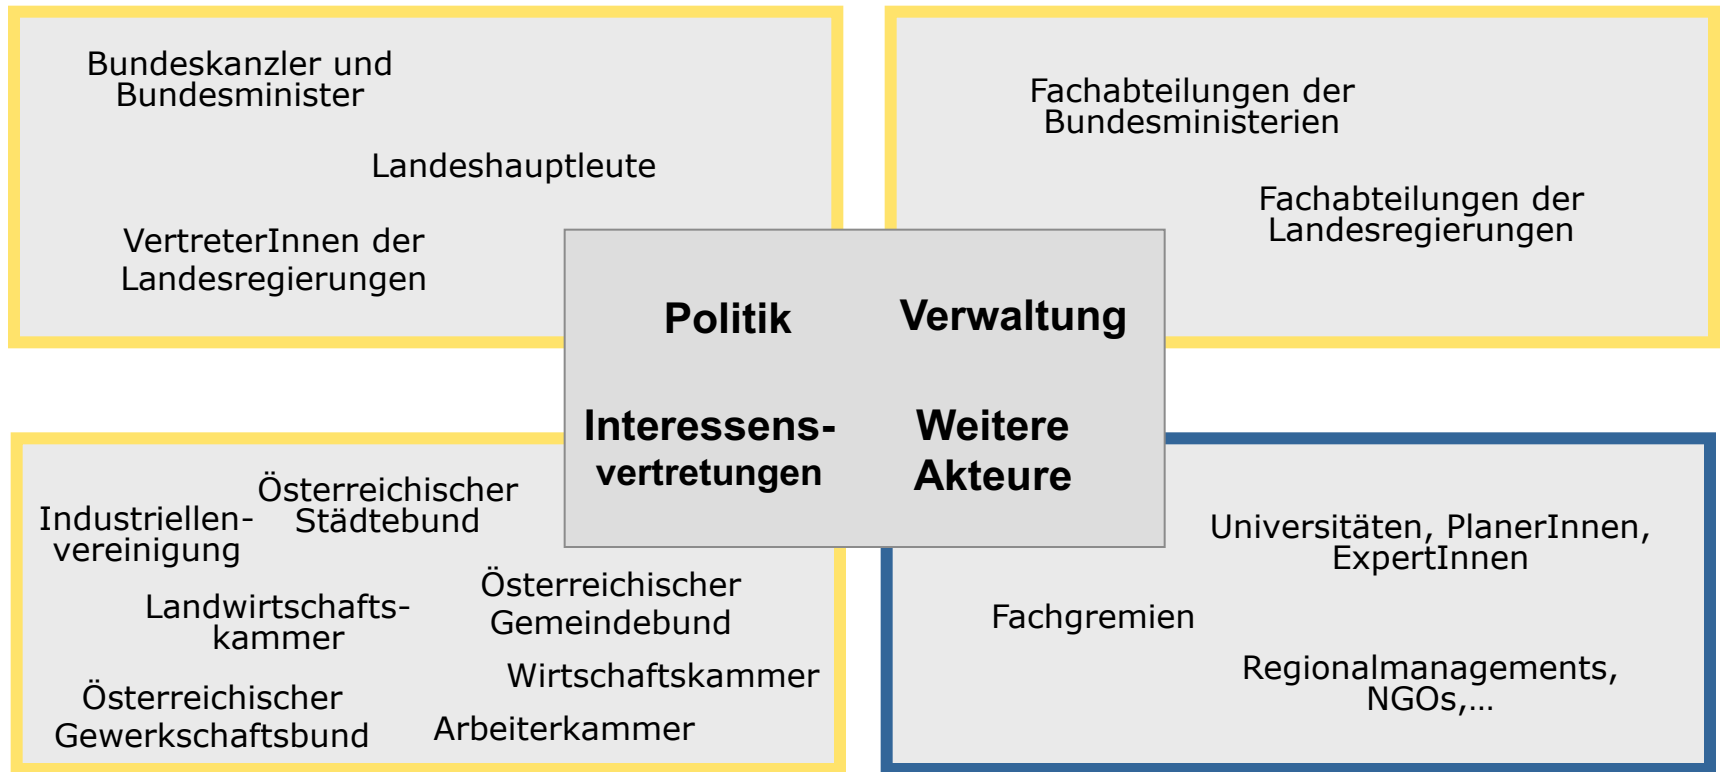 Bundeskanzler und
Bundesminister
Landeshauptleute
VertreterInnen der
Landesregierungen
Fachabteilungen der
Bundesministerien
Fachabteilungen der
Landesregierungen
Politik
Verwaltung
Interessens-
vertretungen
Weitere
Akteure
Industriellen-
vereinigung
Österreichischer
Städtebund
Landwirtschafts-
kammer
Österreichischer
Gemeindebund
Wirtschaftskammer
Österreichischer
Gewerkschaftsbund
Arbeiterkammer
Universitäten, PlanerInnen,
ExpertInnen
Fachgremien
Regionalmanagements,
NGOs,…